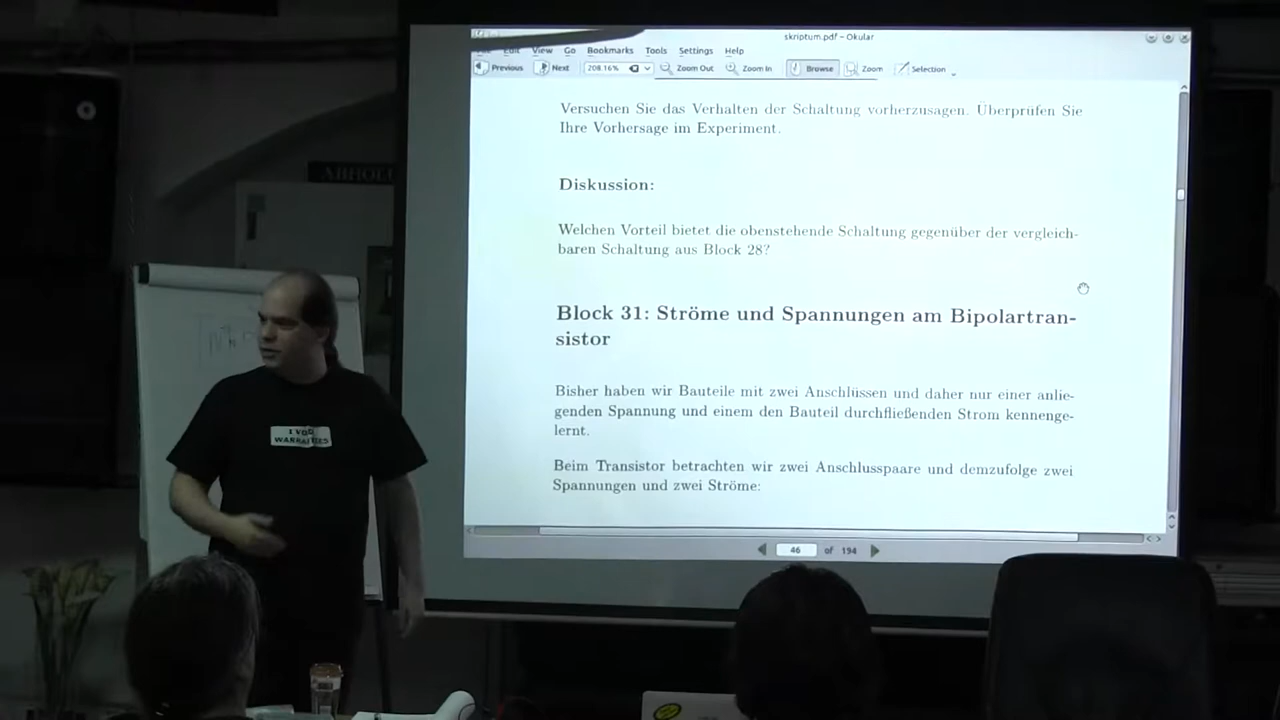 skriptum.pdf – Okular
Edit View Go Bookmarks Tools Settings Help
Previous Next 208.16% Zoom Out Zoom In Browse Zoom Selection
Versuchen Sie das Verhalten der Schaltung vorherzusagen. Überprüfen Sie
Ihre Vorhersage im Experiment.
Diskussion:
Welchen Vorteil bietet die obenstehende Schaltung gegenüber der vergleich-
baren Schaltung aus Block 28?
Block 31: Ströme und Spannungen am Bipolartran-
sistor
Bisher haben wir Bauteile mit zwei Anschlüssen und daher nur einer anlie-
genden Spannung und einem den Bauteil durchfließenden Strom kennenge-
lernt.
Beim Transistor betrachten wir zwei Anschlusspaare und demzufolge zwei
Spannungen und zwei Ströme:
46 of 194
I VOID
WARRANTIES